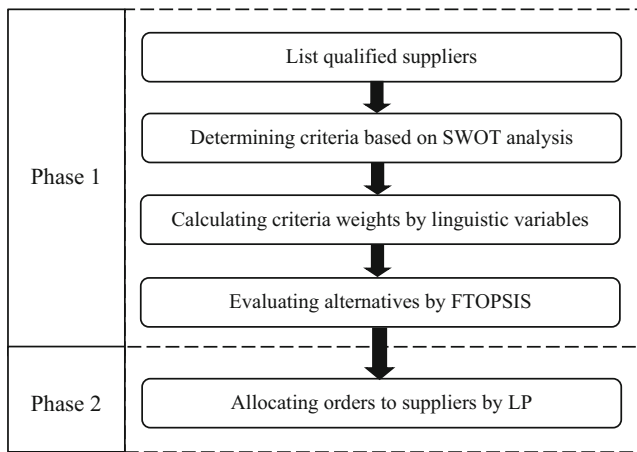 Phase 1
List qualified suppliers
Determining criteria based on SWOT analysis
Calculating criteria weights by linguistic variables
Evaluating alternatives by FTOPSIS
Phase 2
Allocating orders to suppliers by LP